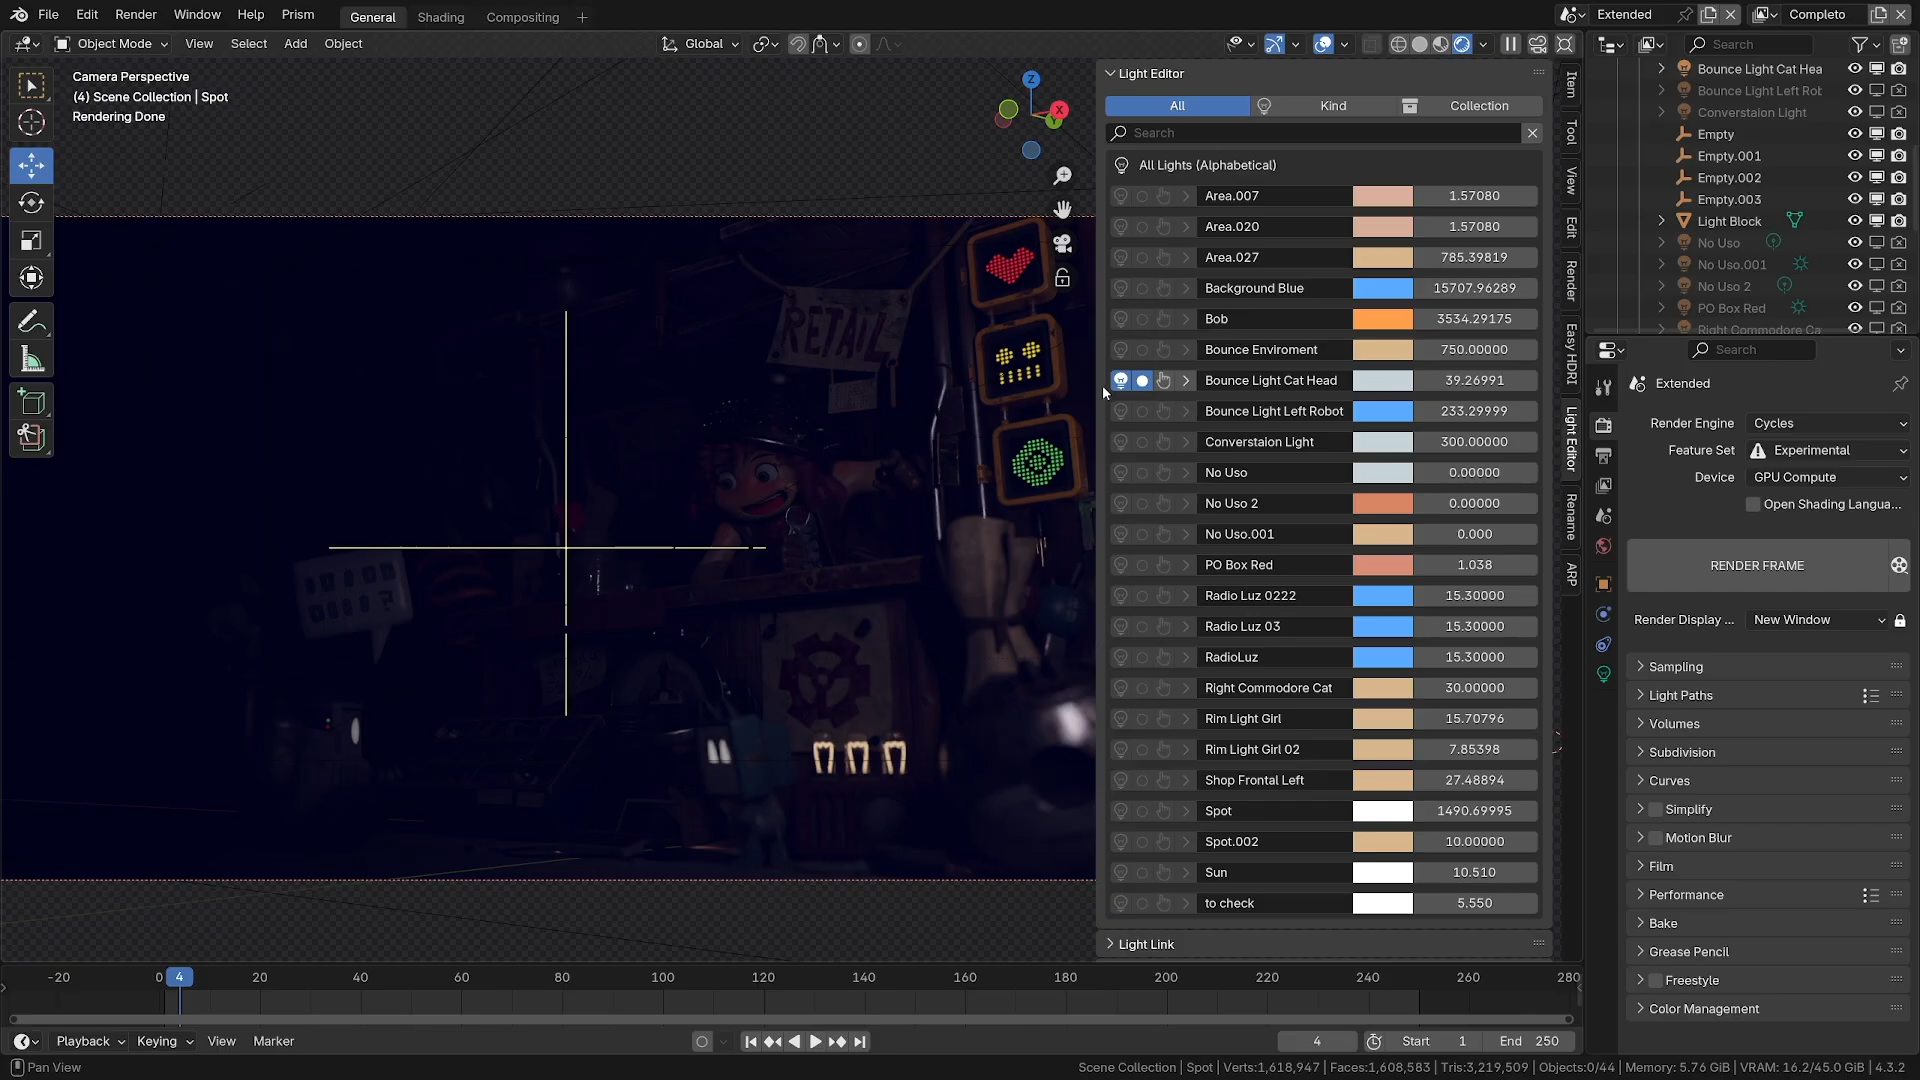 File Edit Render Window Help Prism General Shading Compositing + Extended Completo
Object Mode View Select Add Object Global Search
Camera Perspective
(4) Scene Collection | Spot
Rendering Done
Z
X
Y
RETAIL
Light Editor
All Kind Collection
Search
All Lights (Alphabetical)
Area.007 1.57080
Area.020 1.57080
Area.027 785.39819
Background Blue 15707.96289
Bob 3534.29175
Bounce Enviroment 750.00000
Bounce Light Cat Head 39.26991
Bounce Light Left Robot 233.29999
Converstaion Light 300.00000
No Uso 0.00000
No Uso 2 0.00000
No Uso.001 0.000
PO Box Red 1.038
Radio Luz 0222 15.30000
Radio Luz 03 15.30000
RadioLuz 15.30000
Right Commodore Cat 30.00000
Rim Light Girl 15.70796
Rim Light Girl 02 7.85398
Shop Frontal Left 27.48894
Spot 1490.69995
Spot.002 10.00000
Sun 10.510
to check 5.550
Light Link
Item
Tool
View
Edit
Render
Easy HDRI
Light Editor
Rename
ARP
Bounce Light Cat Hea
Bounce Light Left Rot
Converstaion Light
Empty
Empty.001
Empty.002
Empty.003
Light Block
No Uso
No Uso.001
No Uso 2
PO Box Red
Right Commodore Ca
Search
Extended
Render Engine Cycles
Feature Set Experimental
Device GPU Compute
Open Shading Langua...
RENDER FRAME
Render Display ... New Window
Sampling
Light Paths
Volumes
Subdivision
Curves
Simplify
Motion Blur
Film
Performance
Bake
Grease Pencil
Freestyle
Color Management
-20 0 4 20 40 60 80 100 120 140 160 180 200 220 240 260 280
Playback Keying View Marker 4 Start 1 End 250
Pan View Scene Collection | Spot | Verts:1,618,947 | Faces:1,608,583 | Tris:3,219,509 | Objects:0/44 | Memory: 5.76 GiB | VRAM: 16.2/45.0 GiB | 4.3.2